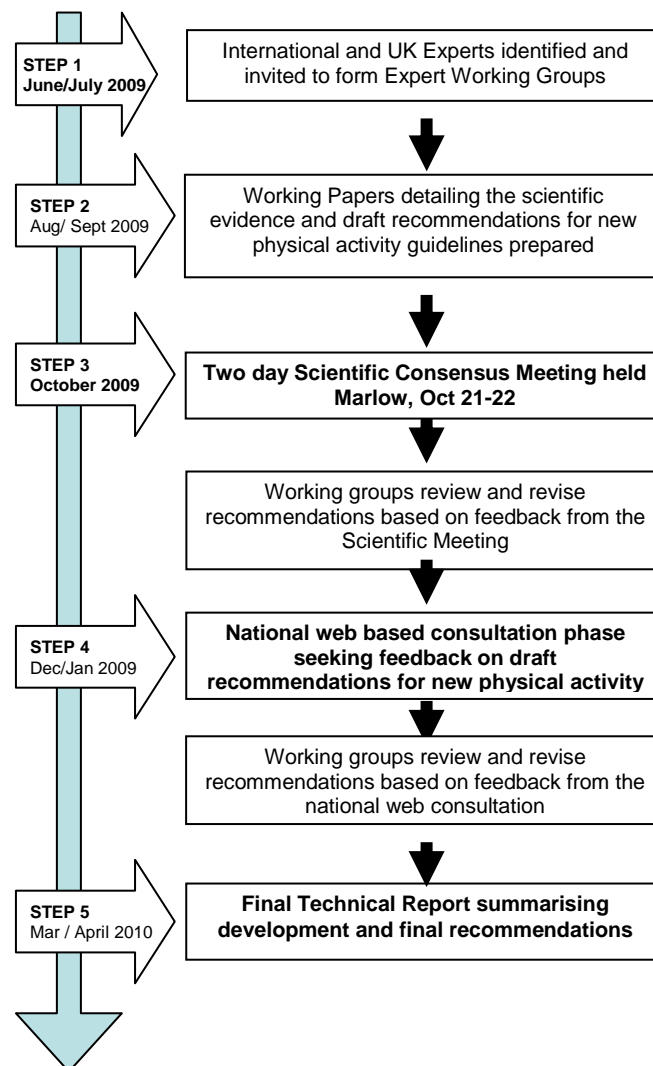 STEP 1
June/July 2009
International and UK Experts identified and
invited to form Expert Working Groups
STEP 2
Aug/ Sept 2009
Working Papers detailing the scientific
evidence and draft recommendations for new
physical activity guidelines prepared
STEP 3
October 2009
Two day Scientific Consensus Meeting held
Marlow, Oct 21-22
Working groups review and revise
recommendations based on feedback from the
Scientific Meeting
STEP 4
Dec/Jan 2009
National web based consultation phase
seeking feedback on draft
recommendations for new physical activity
Working groups review and revise
recommendations based on feedback from the
national web consultation
STEP 5
Mar / April 2010
Final Technical Report summarising
development and final recommendations